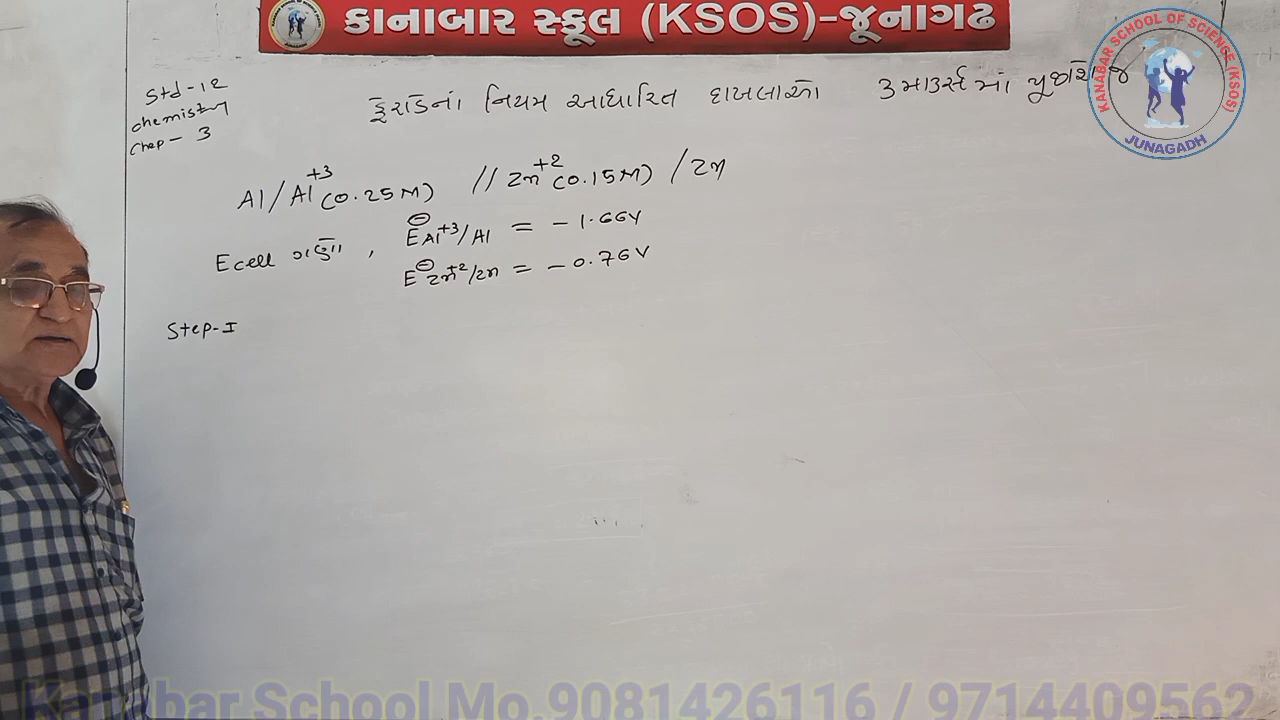 કાનાબાર સ્કૂલ (KSOS)-જૂનાગઢ
KANABAR SCHOOL OF SCIENCE (KSOS)
JUNAGADH
Std-12
chemistry
Chep-3
ફેરાડેનાં નિયમ આધારિત દાખલાઓ 3 માર્ક્સમાં પૂછાશે જ
Al/Al+3(0.25M) //Zn+2(0.15M) /Zn
Ecell ગણો , E⊖Al+3/Al = -1.66V
E⊖Zn+2/Zn = -0.76V
Step-I
Kanabar School Mo.9081426116 / 9714409562